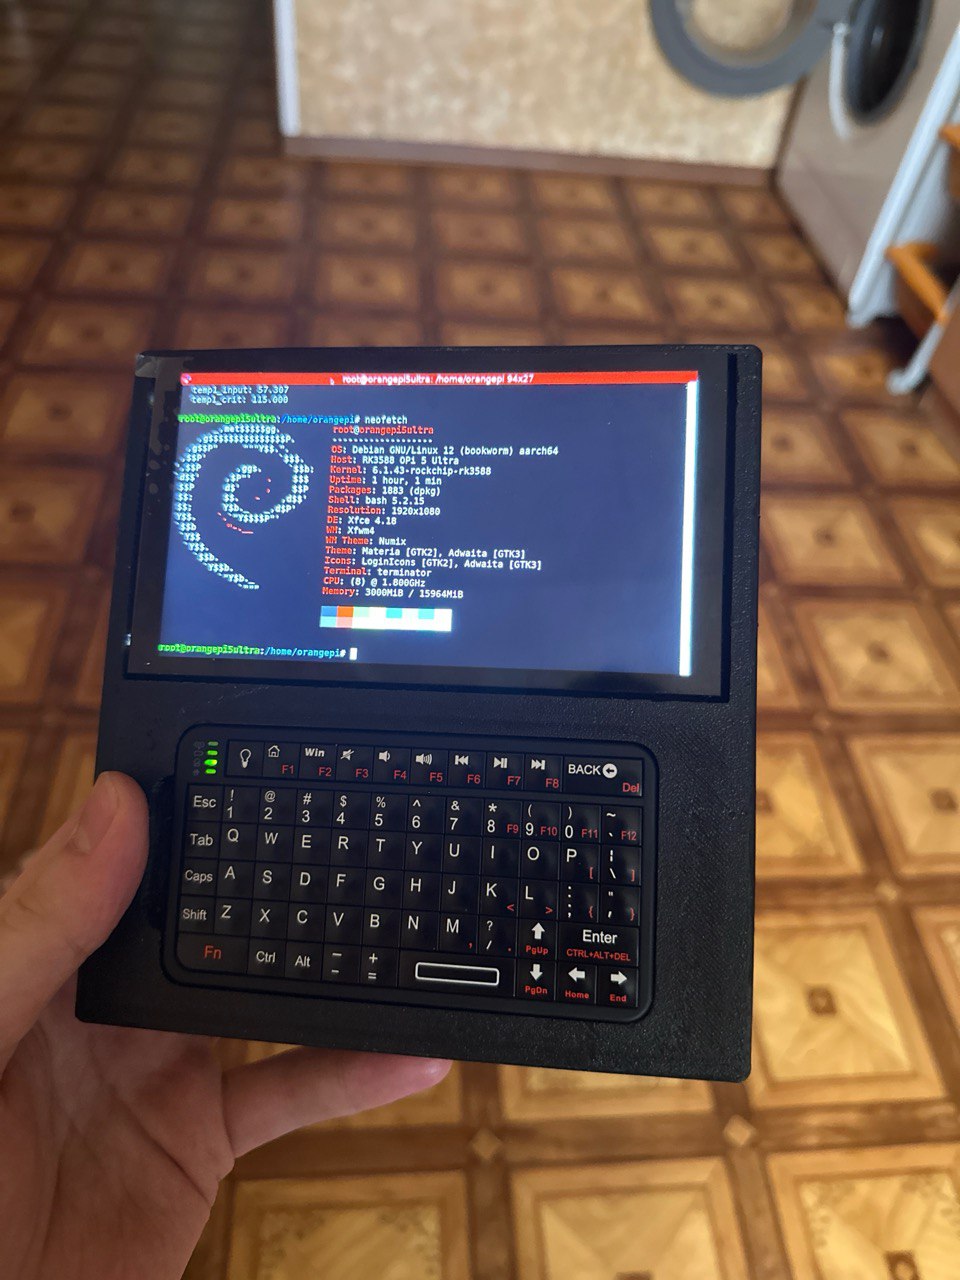 root@orangepi5ultra: /home/orangepi 94x27
temp1_input: 57.307
temp1_crit: 115.000
root@orangepi5ultra:/home/orangepi# neofetch
root@orangepi5ultra
------------------
OS: Debian GNU/Linux 12 (bookworm) aarch64
Host: RK3588 OPi 5 Ultra
Kernel: 6.1.43-rockchip-rk3588
Uptime: 1 hour, 1 min
Packages: 1883 (dpkg)
Shell: bash 5.2.15
Resolution: 1920x1080
DE: Xfce 4.18
WM: Xfwm4
WM Theme: Numix
Theme: Materia [GTK2], Adwaita [GTK3]
Icons: LoginIcons [GTK2], Adwaita [GTK3]
Terminal: terminator
CPU: (8) @ 1.800GHz
Memory: 3000MiB / 15964MiB
root@orangepi5ultra:/home/orangepi#
F1 Win F2 F3 F4 F5 F6 F7 F8 BACK Del
Esc ! 1 @ 2 # 3 $ 4 % 5 ^ 6 & 7 * 8 F9 ( 9 F10 ) 0 F11 ~ ` F12
Tab Q W E R T Y U I O P [ ¦ \ ]
Caps A S D F G H J K < L > : ; { " ' }
Shift Z X C V B N M , ? / . PgUp Enter CTRL+ALT+DEL
Fn Ctrl Alt _ - + = PgDn Home End